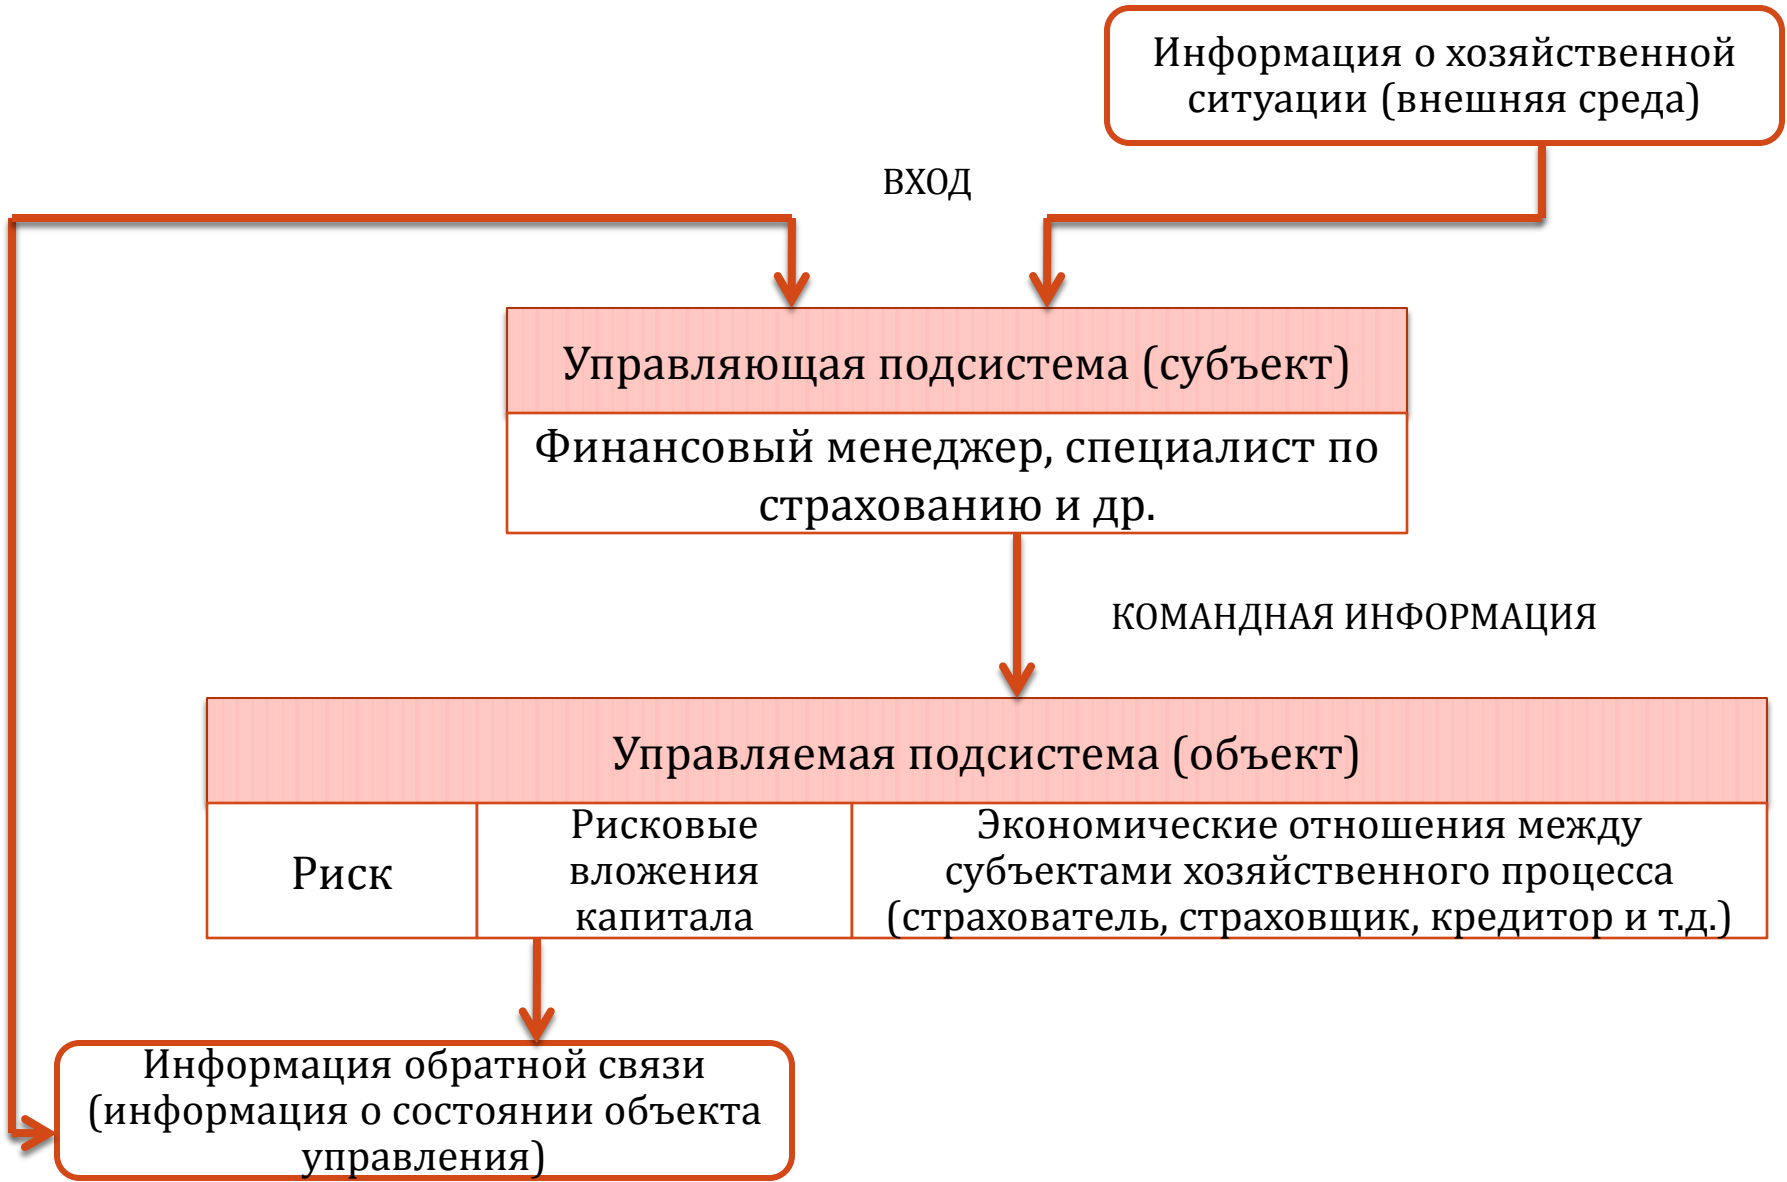 Информация о хозяйственной
ситуации (внешняя среда)
ВХОД
Управляющая подсистема (субъект)
Финансовый менеджер, специалист по
страхованию и др.
КОМАНДНАЯ ИНФОРМАЦИЯ
Управляемая подсистема (объект)
Риск
Рисковые
вложения
капитала
Экономические отношения между
субъектами хозяйственного процесса
(страхователь, страховщик, кредитор и т.д.)
Информация обратной связи
(информация о состоянии объекта
управления)